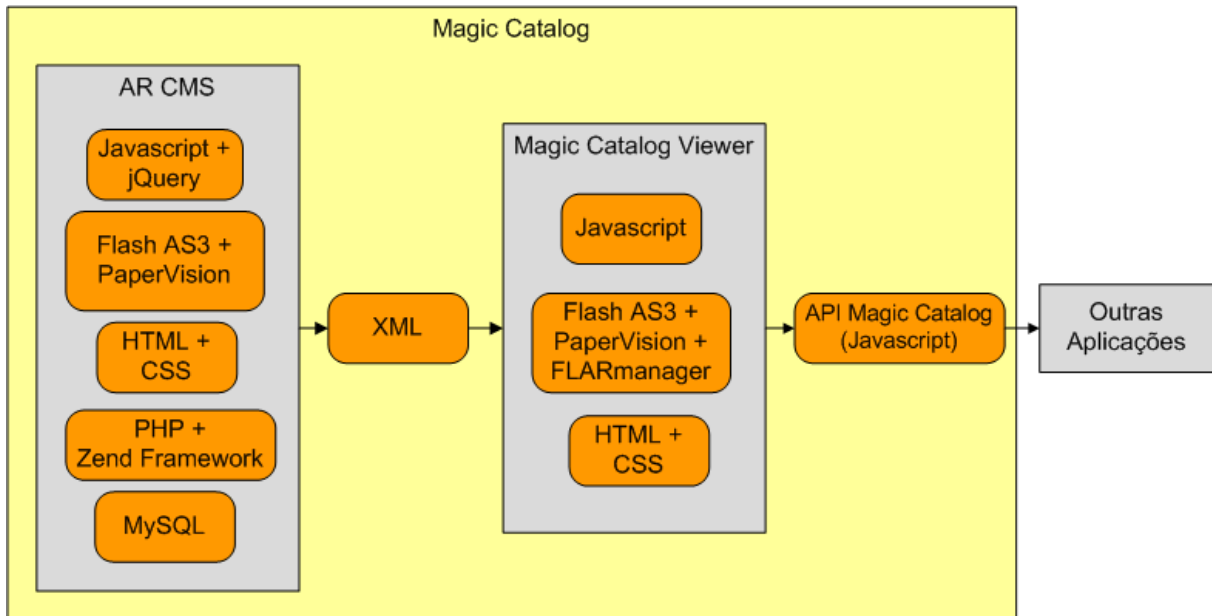 Magic Catalog
AR CMS
Javascript +
jQuery
Flash AS3 +
PaperVision
HTML +
CSS
PHP +
Zend Framework
MySQL
XML
Magic Catalog Viewer
Javascript
Flash AS3 +
PaperVision +
FLARmanager
HTML +
CSS
API Magic Catalog
(Javascript)
Outras
Aplicações